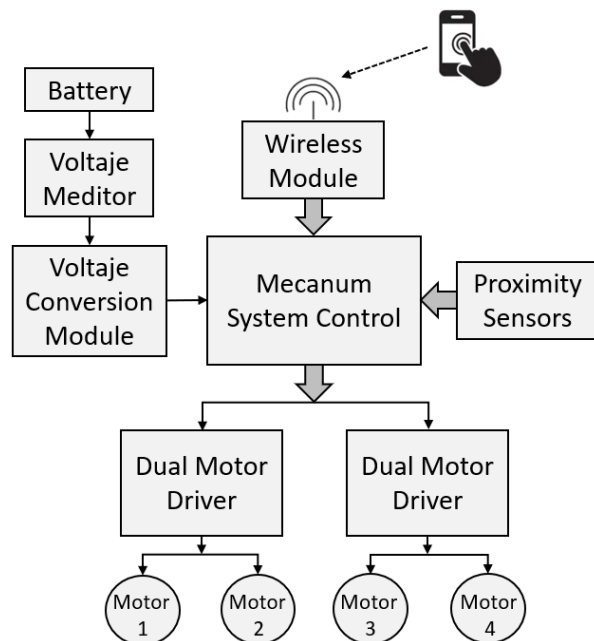 Battery
Voltaje
Meditor
Voltaje
Conversion
Module
Wireless
Module
Mecanum
System Control
Proximity
Sensors
Dual Motor
Driver
Dual Motor
Driver
Motor
1
Motor
2
Motor
3
Motor
4